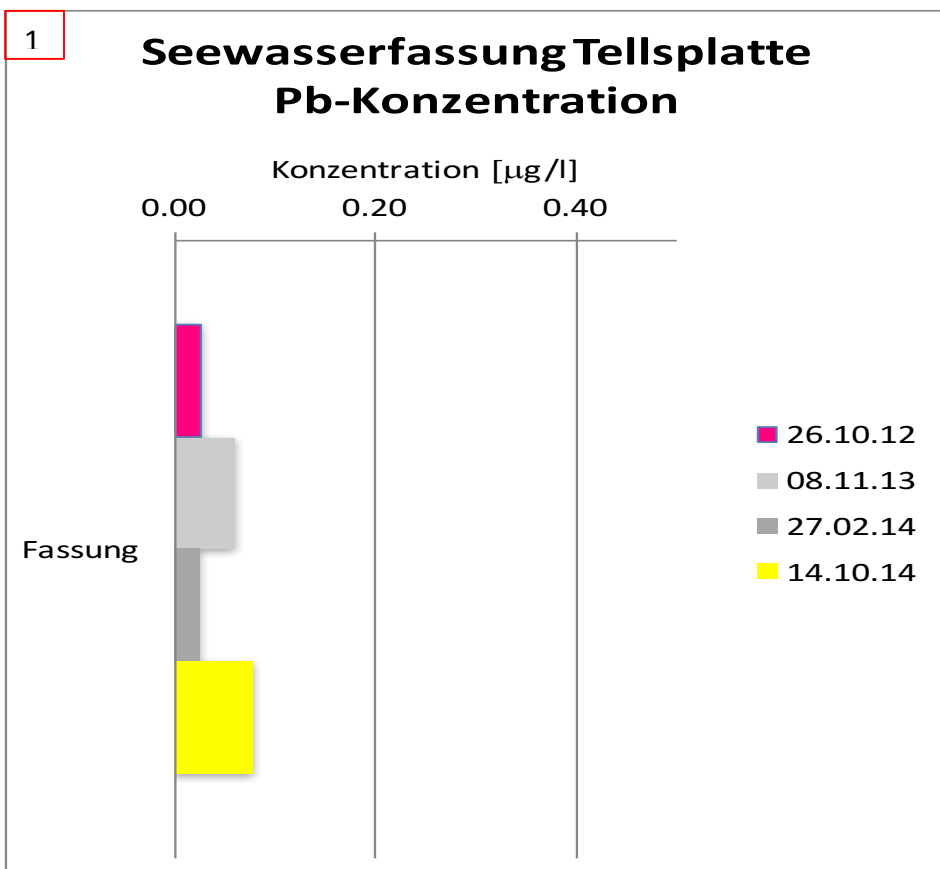 1
Seewasserfassung Tellsplatte
Pb-Konzentration
Konzentration [µg/l]
0.00 0.20 0.40
Fassung
26.10.12
08.11.13
27.02.14
14.10.14